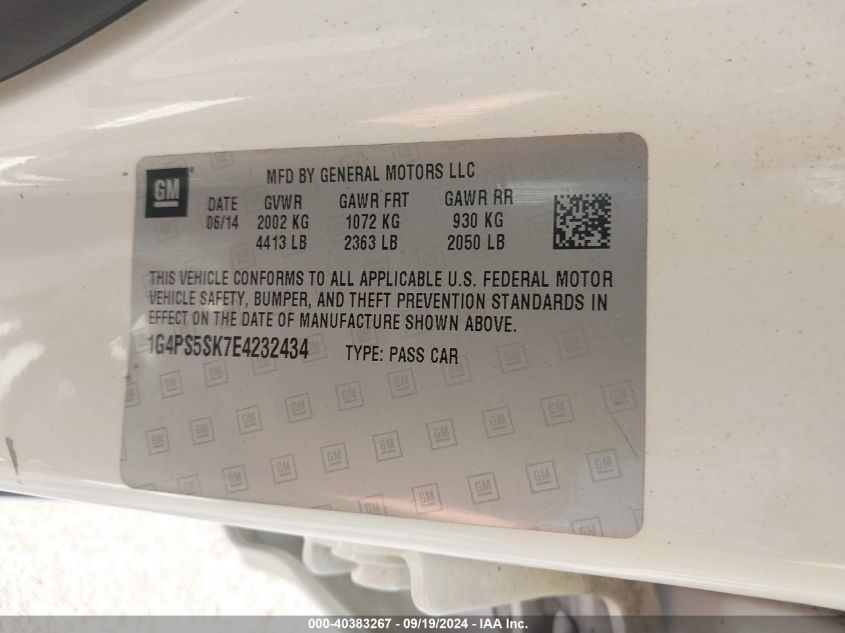 GM
MFD BY GENERAL MOTORS LLC
DATE GVWR GAWR FRT GAWR RR
06/14 2002 KG 1072 KG 930 KG
4413 LB 2363 LB 2050 LB
THIS VEHICLE CONFORMS TO ALL APPLICABLE U.S. FEDERAL MOTOR
VEHICLE SAFETY, BUMPER, AND THEFT PREVENTION STANDARDS IN
EFFECT ON THE DATE OF MANUFACTURE SHOWN ABOVE.
1G4PS5SK7E4232434 TYPE: PASS CAR
000-40383267 - 09/19/2024 - IAA Inc.